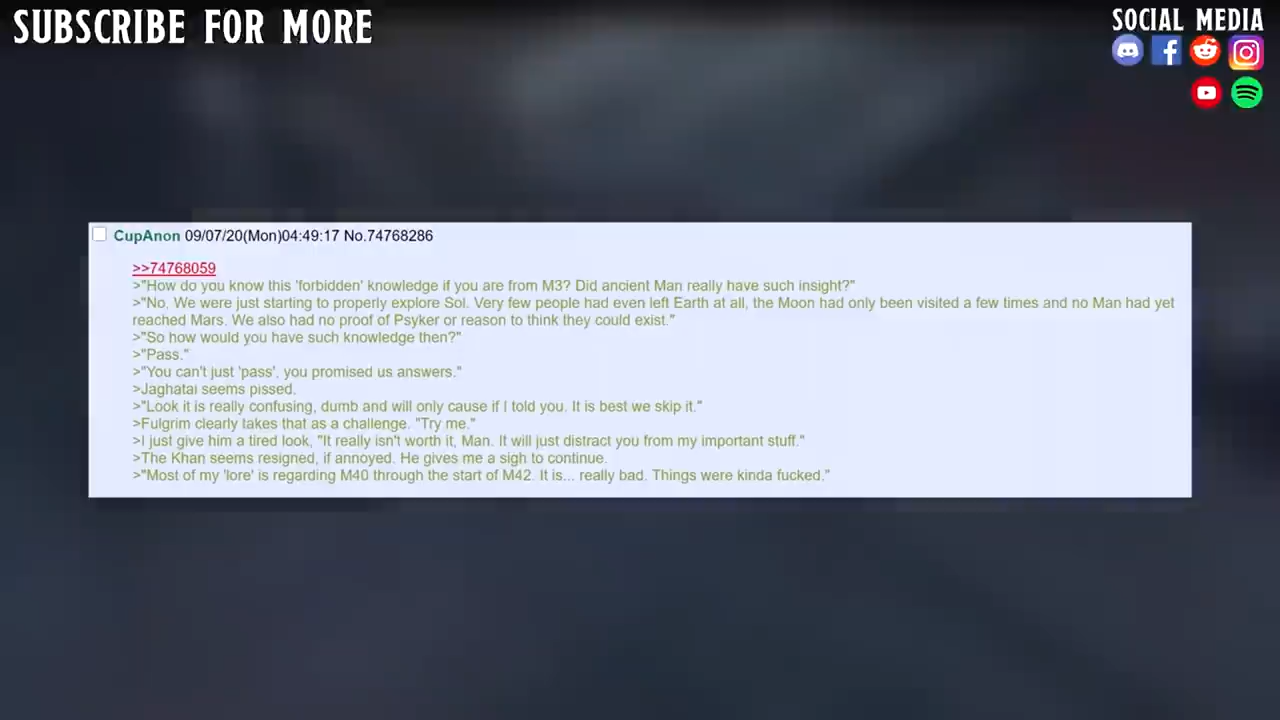 SUBSCRIBE FOR MORE
SOCIAL MEDIA
CupAnon 09/07/20(Mon)04:49:17 No.74768286
>>74768059
>"How do you know this 'forbidden' knowledge if you are from M3? Did ancient Man really have such insight?"
>"No, We were just starting to properly explore Sol. Very few people had even left Earth at all, the Moon had only been visited a few times and no Man had yet
reached Mars. We also had no proof of Psyker or reason to think they could exist."
>"So how would you have such knowledge then?"
>"Pass."
>"You can't just 'pass', you promised us answers."
>Jaghatai seems pissed.
>"Look it is really confusing, dumb and will only cause if I told you. It is best we skip it."
>Fulgrim clearly takes that as a challenge. "Try me."
>I just give him a tired look, "It really isn't worth it, Man. It will just distract you from my important stuff."
>The Khan seems resigned, if annoyed. He gives me a sigh to continue.
>"Most of my 'lore' is regarding M40 through the start of M42. It is... really bad. Things were kinda fucked."